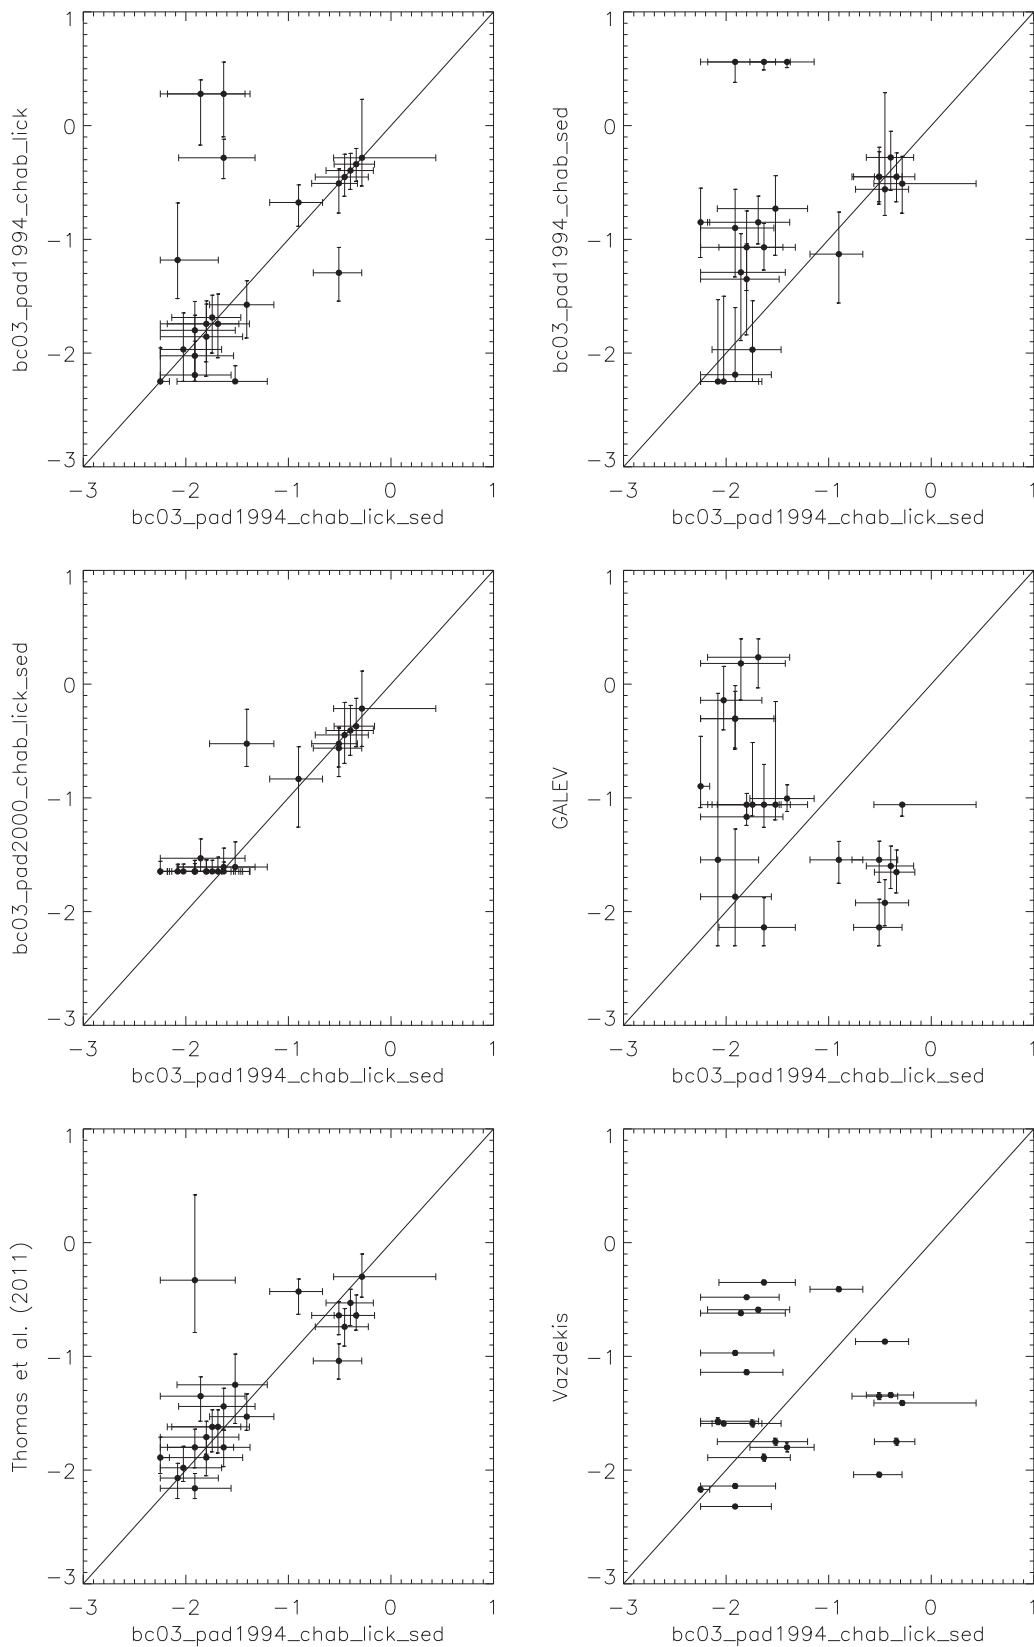 1
0
−1
−2
−3
bc03_pad1994_chab_lick
−3 −2 −1 0 1
bc03_pad1994_chab_lick_sed
1
0
−1
−2
−3
bc03_pad1994_chab_sed
−3 −2 −1 0 1
bc03_pad1994_chab_lick_sed
1
0
−1
−2
−3
bc03_pad2000_chab_lick_sed
−3 −2 −1 0 1
bc03_pad1994_chab_lick_sed
1
0
−1
−2
−3
GALEV
−3 −2 −1 0 1
bc03_pad1994_chab_lick_sed
1
0
−1
−2
−3
Thomas et al. (2011)
−3 −2 −1 0 1
bc03_pad1994_chab_lick_sed
1
0
−1
−2
−3
Vazdekis
−3 −2 −1 0 1
bc03_pad1994_chab_lick_sed